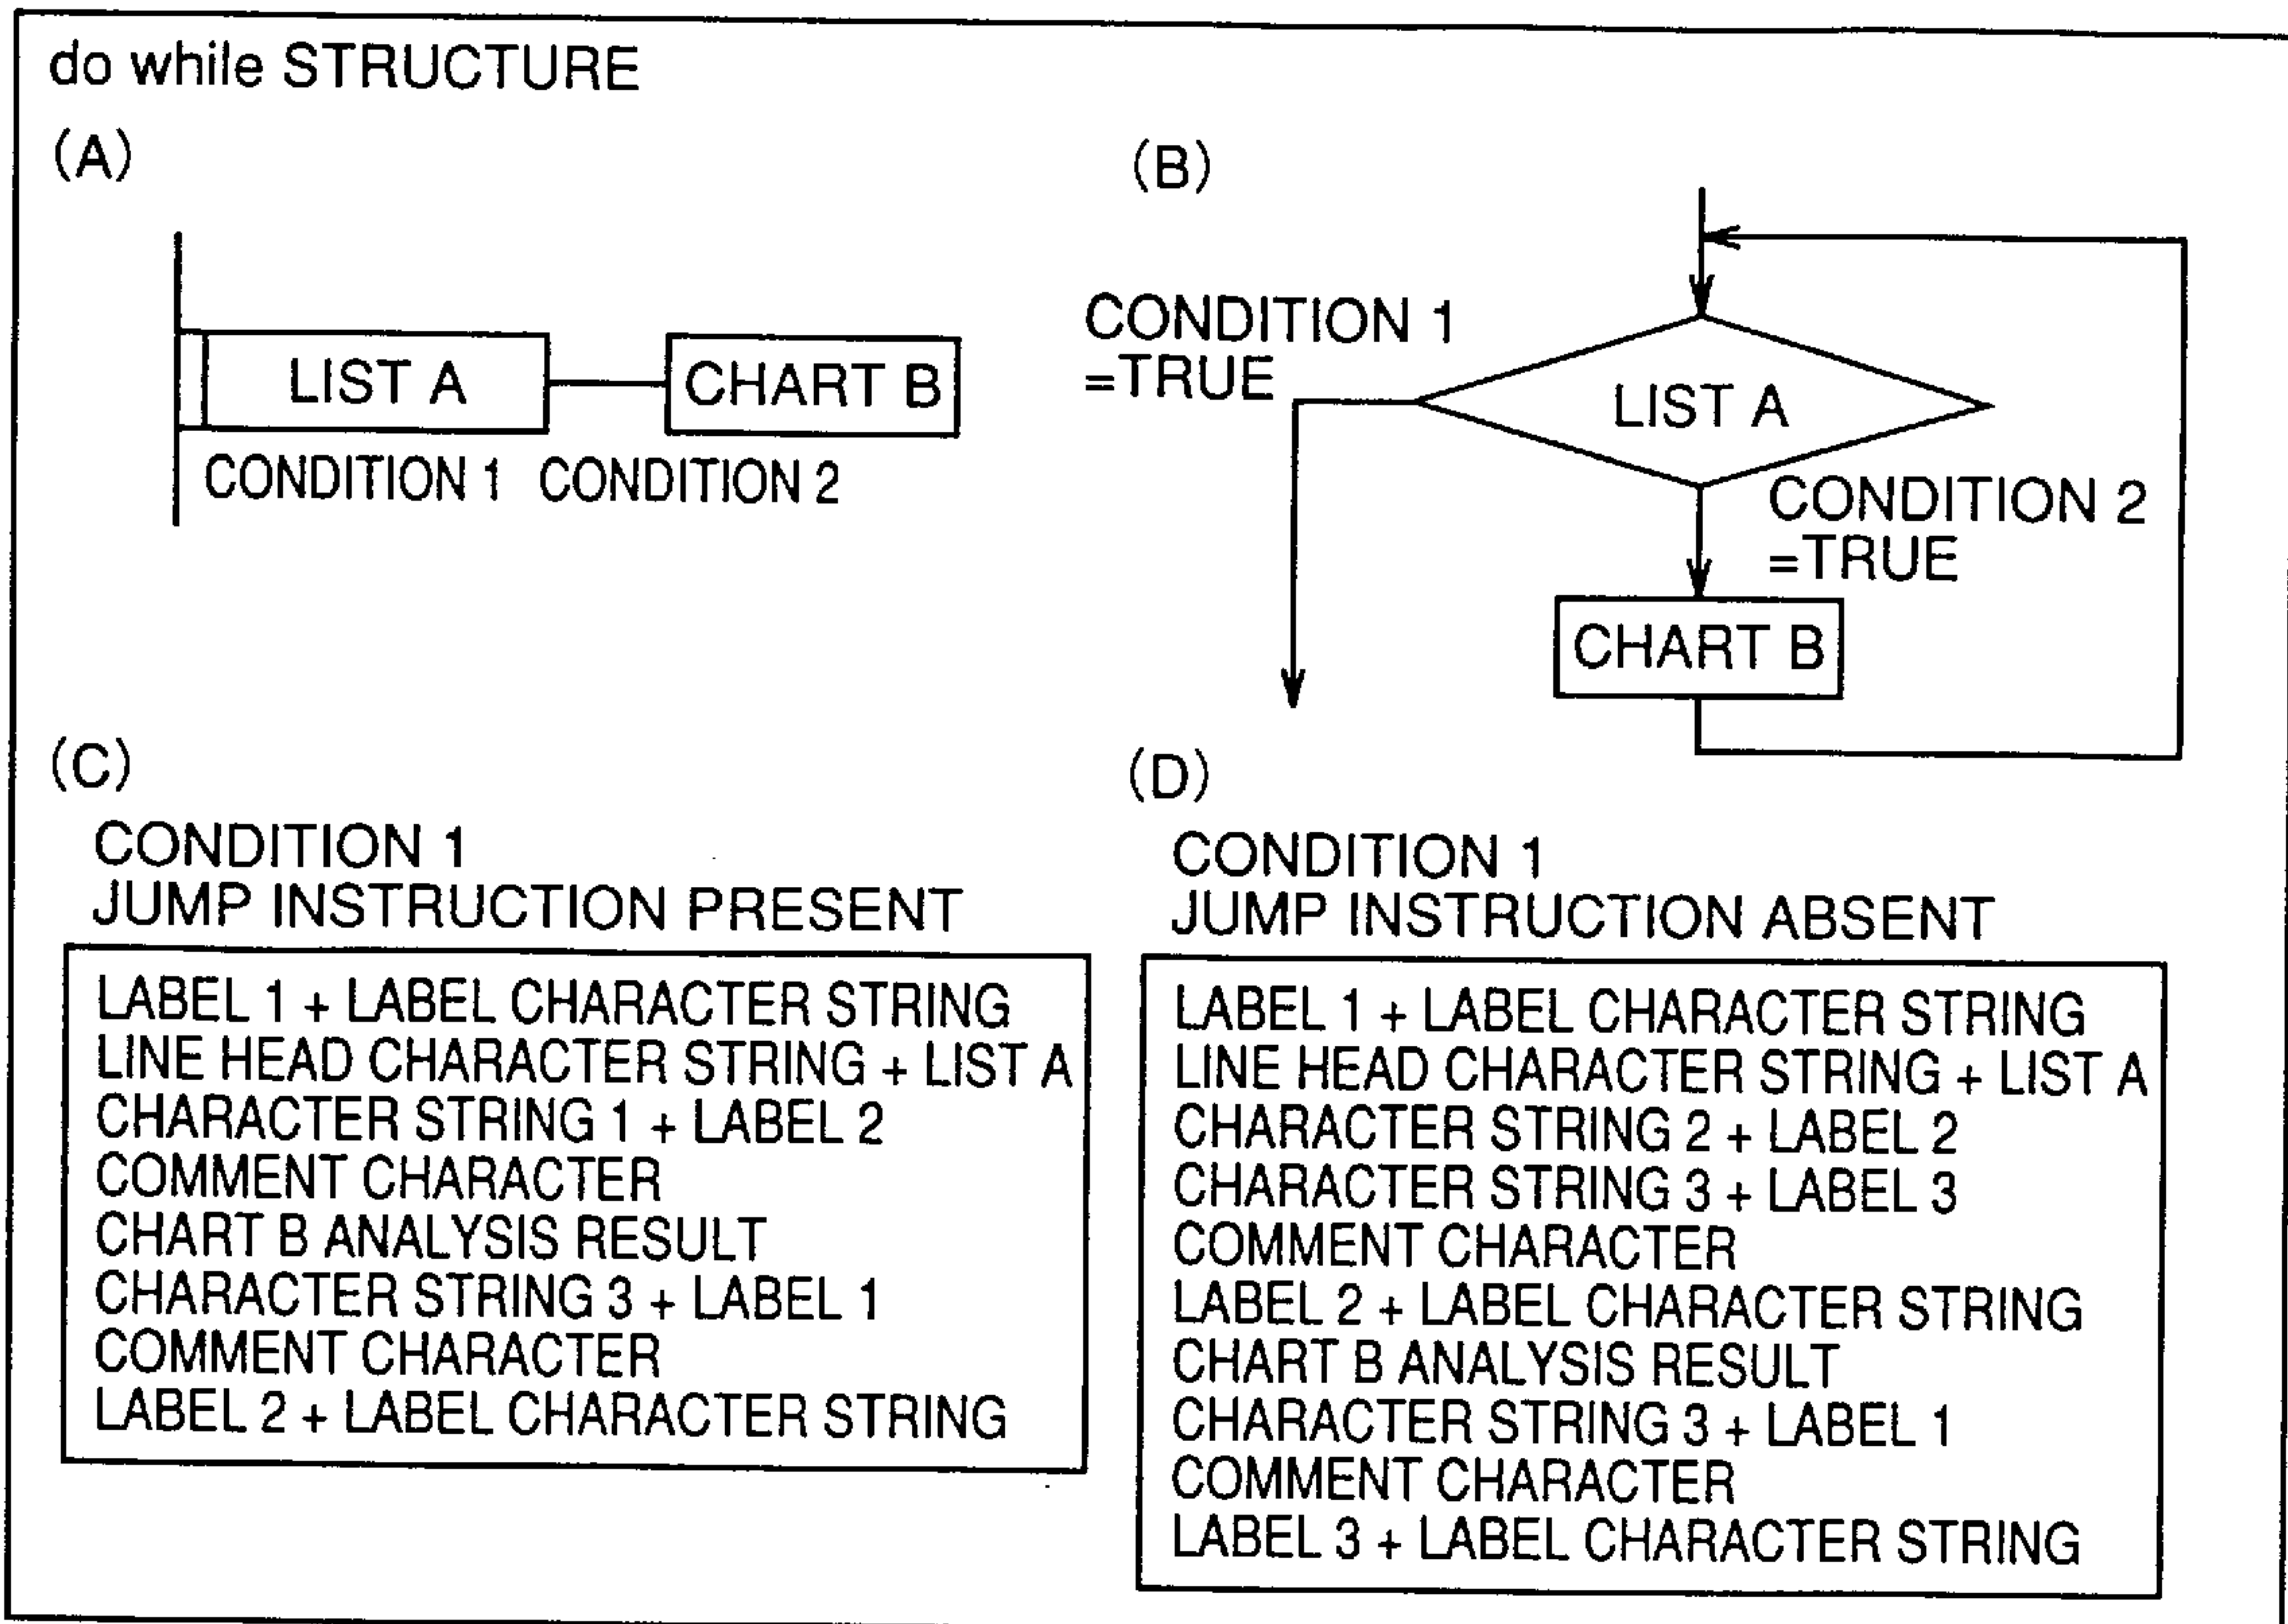 do while STRUCTURE
(A)
LIST A
CHART B
CONDITION 1 CONDITION 2
(B)
CONDITION 1
=TRUE
LIST A
CONDITION 2
=TRUE
CHART B
(C)
CONDITION 1
JUMP INSTRUCTION PRESENT
LABEL 1 + LABEL CHARACTER STRING
LINE HEAD CHARACTER STRING + LIST A
CHARACTER STRING 1 + LABEL 2
COMMENT CHARACTER
CHART B ANALYSIS RESULT
CHARACTER STRING 3 + LABEL 1
COMMENT CHARACTER
LABEL 2 + LABEL CHARACTER STRING
(D)
CONDITION 1
JUMP INSTRUCTION ABSENT
LABEL 1 + LABEL CHARACTER STRING
LINE HEAD CHARACTER STRING + LIST A
CHARACTER STRING 2 + LABEL 2
CHARACTER STRING 3 + LABEL 3
COMMENT CHARACTER
LABEL 2 + LABEL CHARACTER STRING
CHART B ANALYSIS RESULT
CHARACTER STRING 3 + LABEL 1
COMMENT CHARACTER
LABEL 3 + LABEL CHARACTER STRING